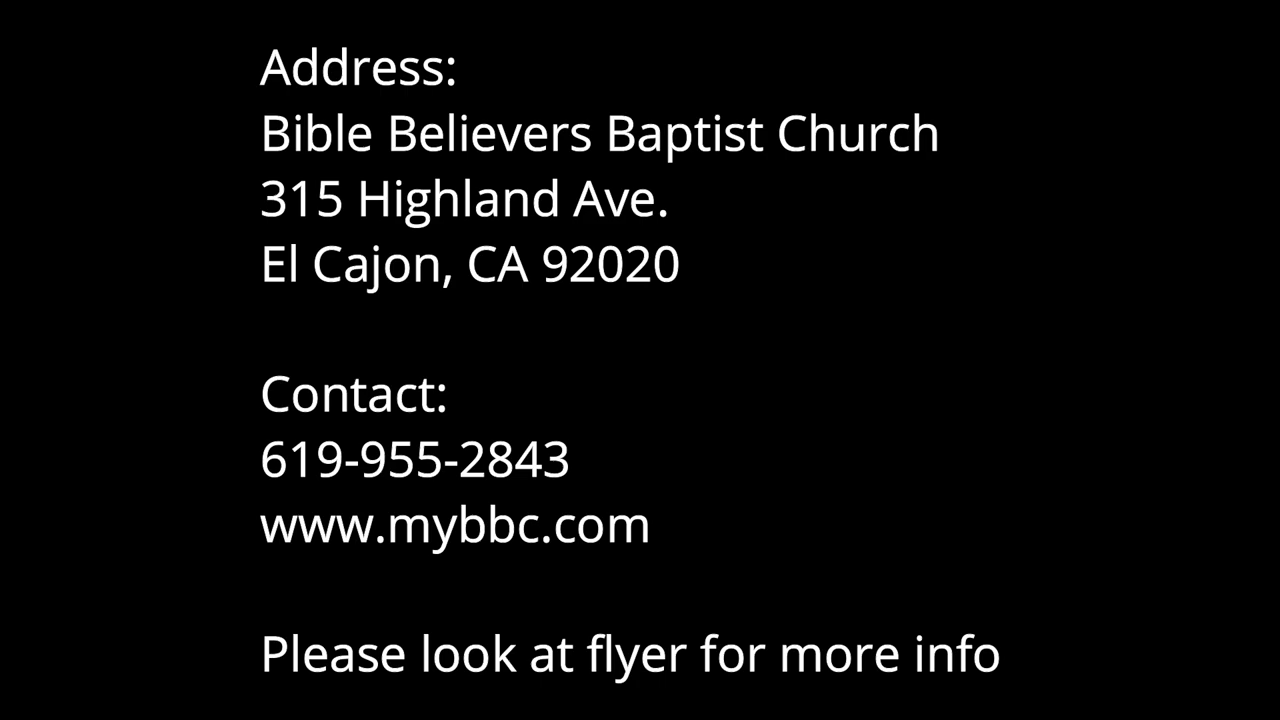 Address:
Bible Believers Baptist Church
315 Highland Ave.
El Cajon, CA 92020
Contact:
619-955-2843
www.mybbc.com
Please look at flyer for more info